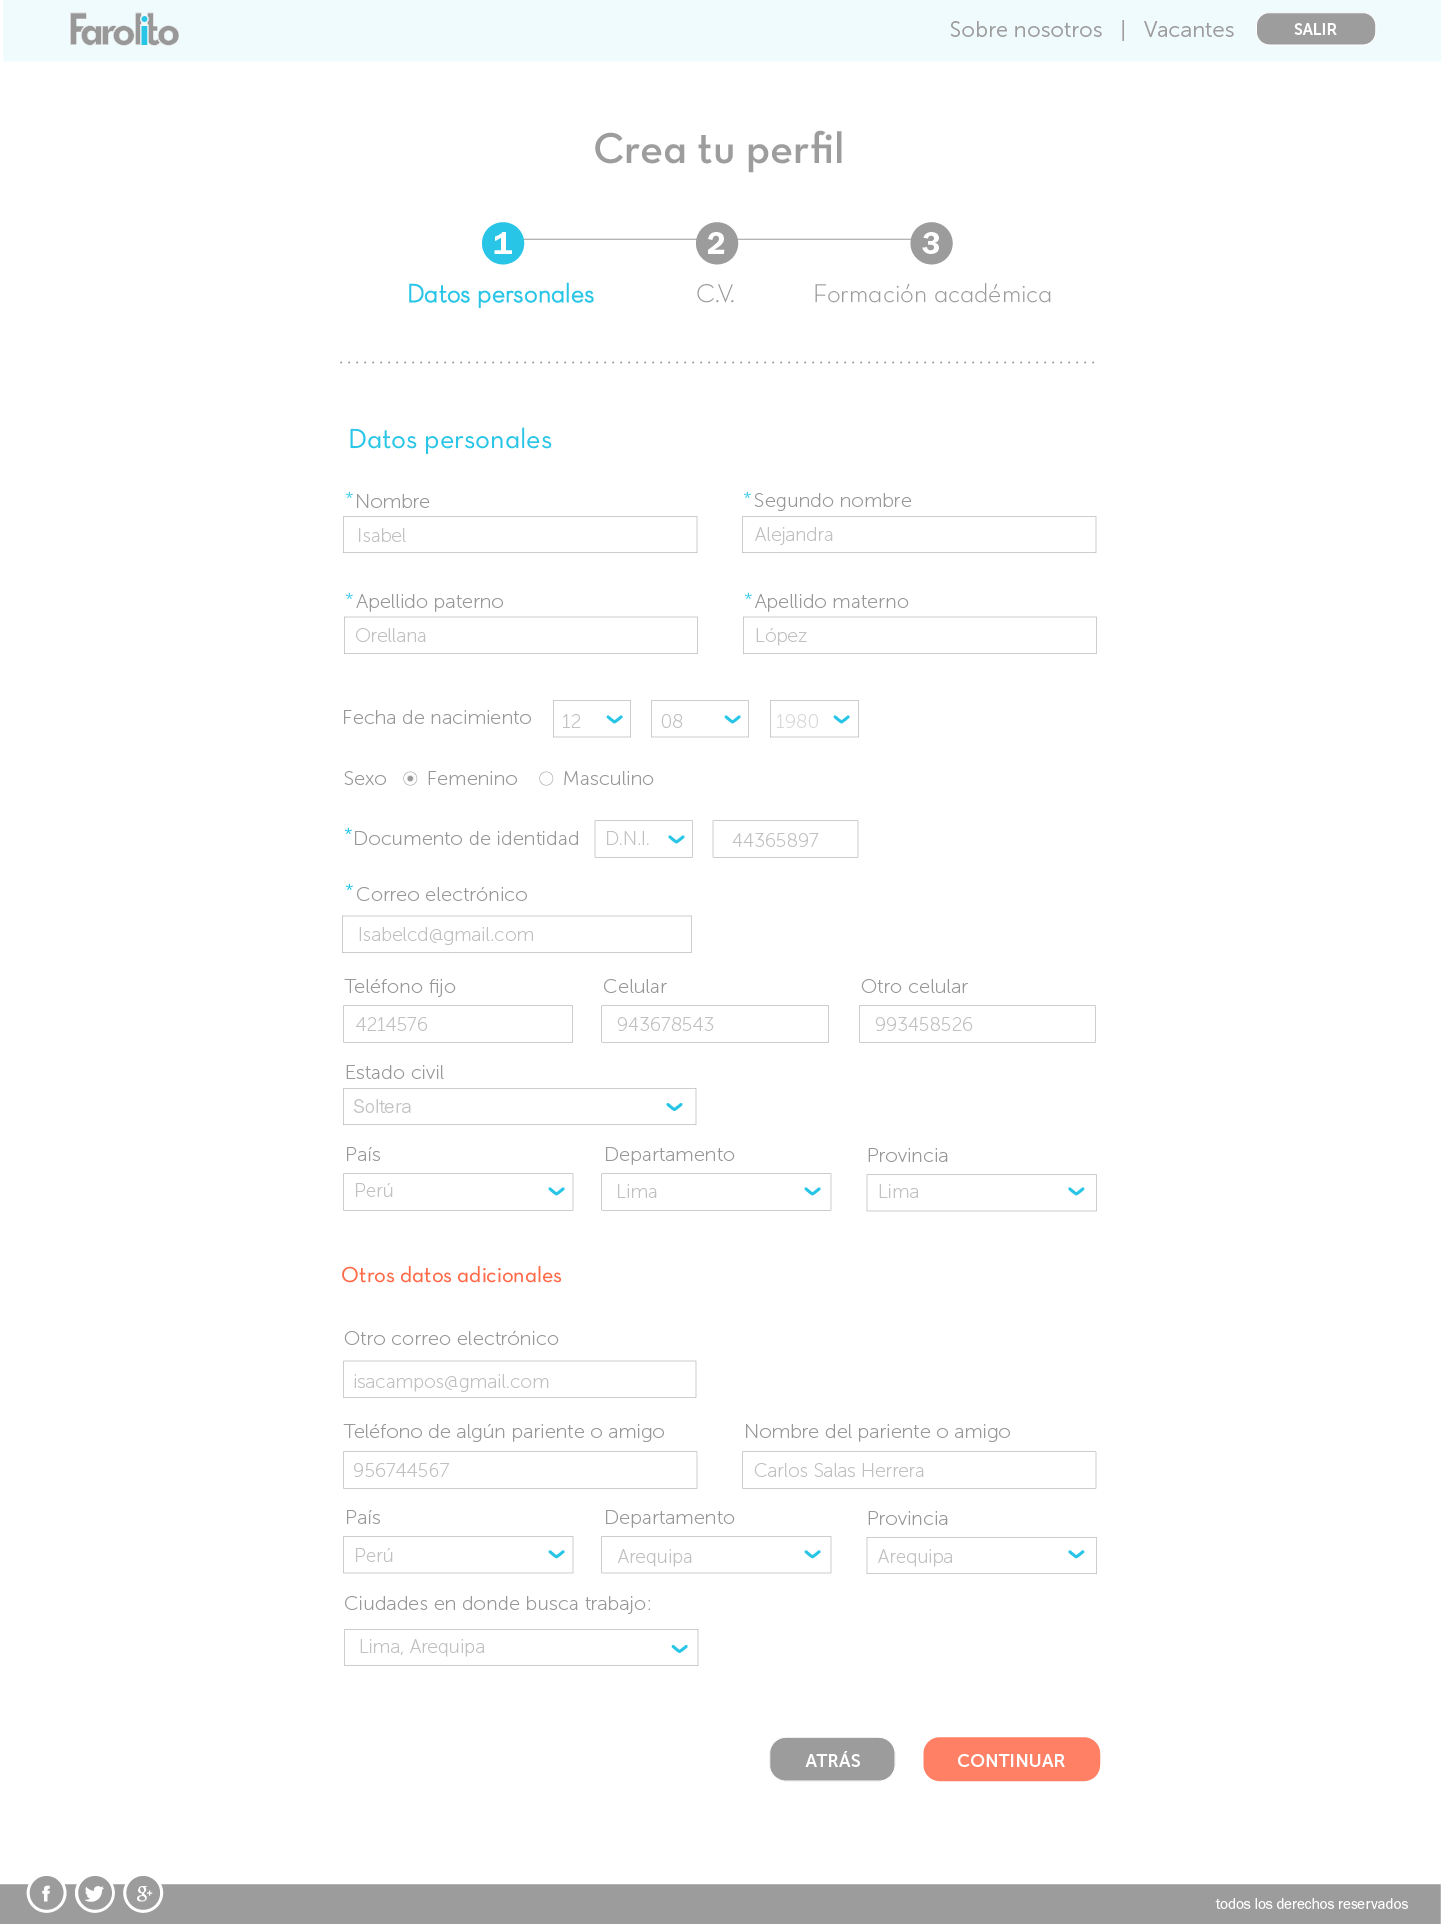 Farolito
Sobre nosotros | Vacantes SALIR
Crea tu perfil
1 2 3
Datos personales C.V. Formación académica
Datos personales
*Nombre *Segundo nombre
Isabel Alejandra
*Apellido paterno *Apellido materno
Orellana López
Fecha de nacimiento 12 08 1980
Sexo Femenino Masculino
*Documento de identidad D.N.I. 44365897
*Correo electrónico
Isabelcd@gmail.com
Teléfono fijo Celular Otro celular
4214576 943678543 993458526
Estado civil
Soltera
País Departamento Provincia
Perú Lima Lima
Otros datos adicionales
Otro correo electrónico
isacampos@gmail.com
Teléfono de algún pariente o amigo Nombre del pariente o amigo
956744567 Carlos Salas Herrera
País Departamento Provincia
Perú Arequipa Arequipa
Ciudades en donde busca trabajo:
Lima, Arequipa
ATRÁS CONTINUAR
f g+
todos los derechos reservados